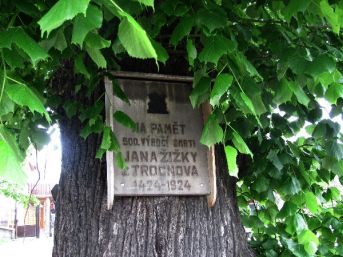 NA PAMĚŤ
500. VÝROČÍ SMRTI
JANA ŽIŽKY
Z TROCNOVA
1424-1924